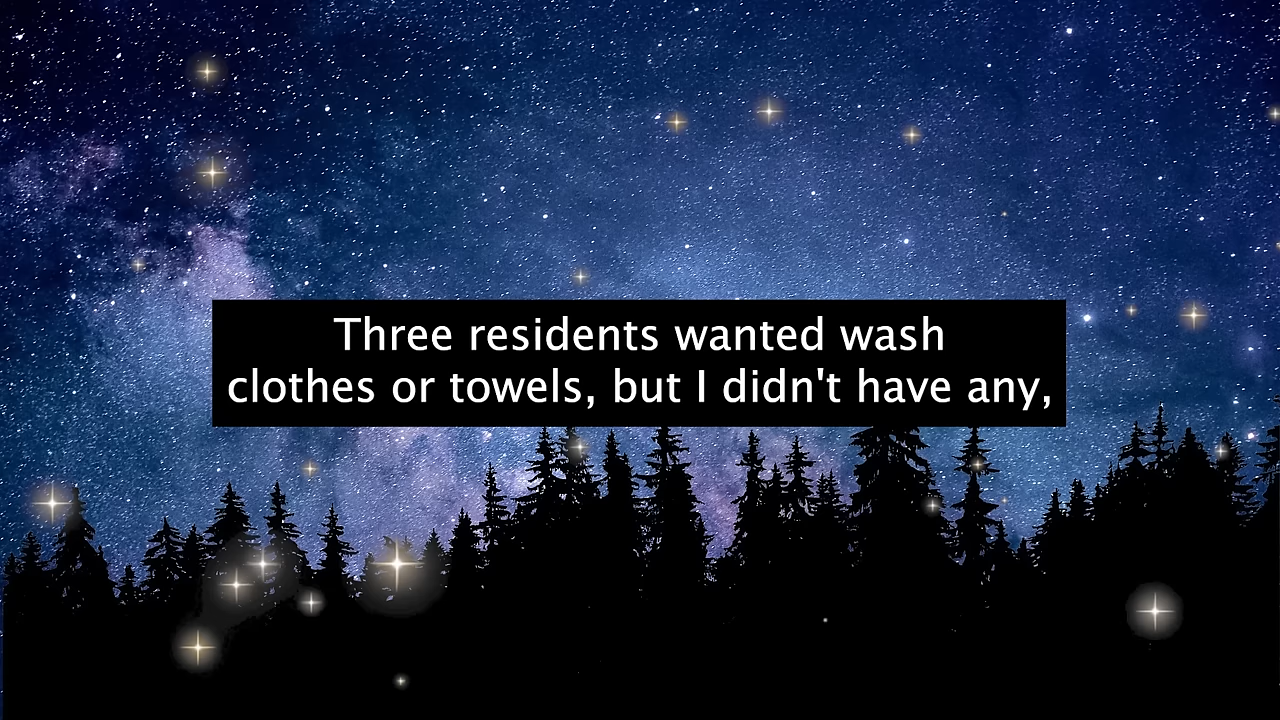 Three residents wanted wash
clothes or towels, but I didn't have any,